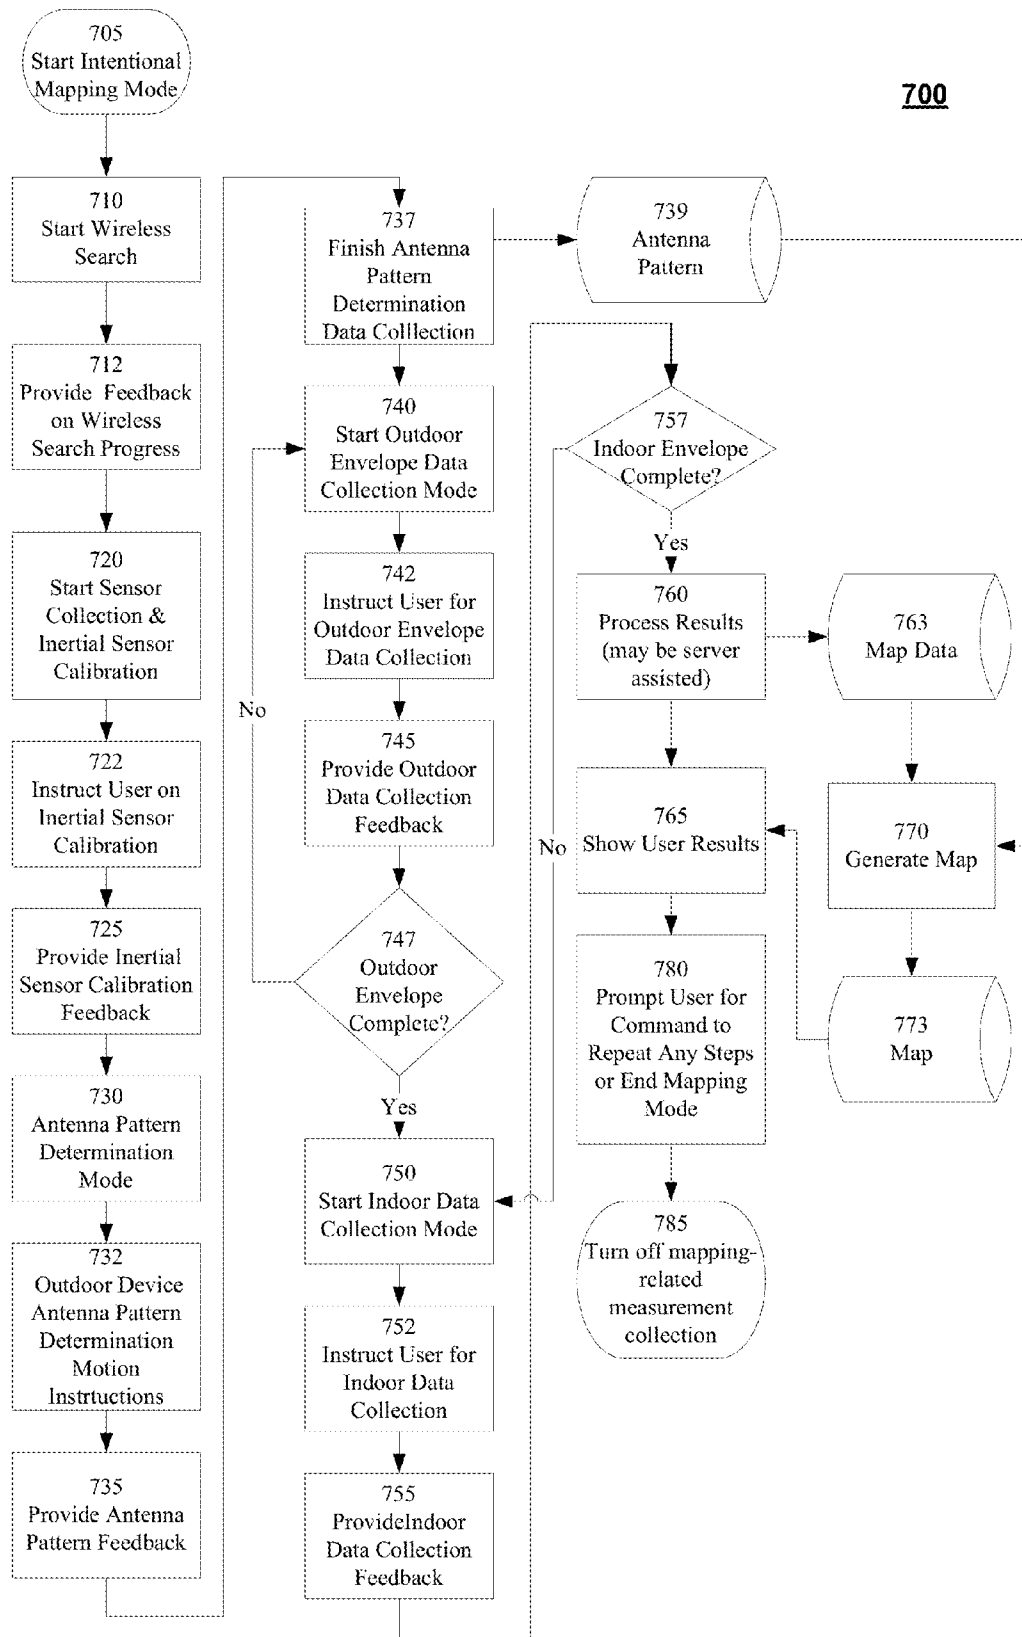 705
Start Intentional
Mapping Mode
700
710
Start Wireless
Search
712
Provide Feedback
on Wireless
Search Progress
720
Start Sensor
Collection &
Inertial Sensor
Calibration
722
Instruct User on
Inertial Sensor
Calibration
725
Provide Inertial
Sensor Calibration
Feedback
730
Antenna Pattern
Determination
Mode
732
Outdoor Device
Antenna Pattern
Determination
Motion
Instrtuctions
735
Provide Antenna
Pattern Feedback
737
Finish Antenna
Pattern
Determination
Data Colllection
739
Antenna
Pattern
740
Start Outdoor
Envelope Data
Collection Mode
742
Instruct User for
Outdoor Envelope
Data Collection
No
745
Provide Outdoor
Data Collection
Feedback
747
Outdoor
Envelope
Complete?
Yes
750
Start Indoor Data
Collection Mode
752
Instruct User for
Indoor Data
Collection
755
ProvideIndoor
Data Collection
Feedback
757
Indoor Envelope
Complete?
Yes
No
760
Process Results
(may be server
assisted)
763
Map Data
765
Show User Results
770
Generate Map
773
Map
780
Prompt User for
Command to
Repeat Any Steps
or End Mapping
Mode
785
Turn off mapping-
related
measurement
collection